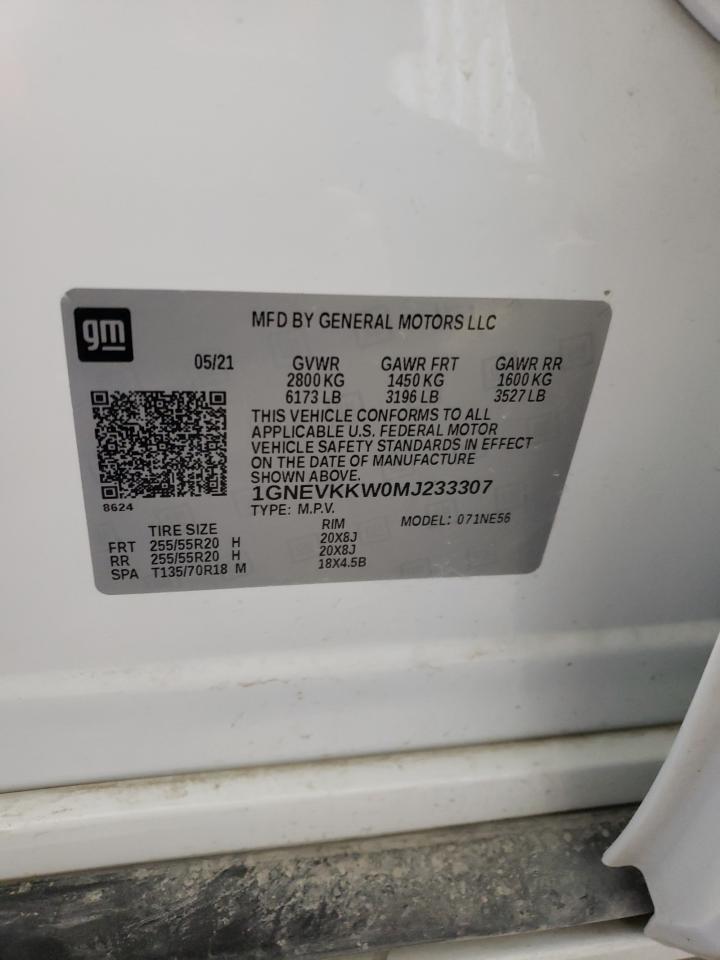 gm
MFD BY GENERAL MOTORS LLC
05/21 GVWR GAWR FRT GAWR RR
2800 KG 1450 KG 1600 KG
6173 LB 3196 LB 3527 LB
THIS VEHICLE CONFORMS TO ALL
APPLICABLE U.S. FEDERAL MOTOR
VEHICLE SAFETY STANDARDS IN EFFECT
ON THE DATE OF MANUFACTURE
SHOWN ABOVE.
1GNEVKKW0MJ233307
8624
TYPE: M.P.V. MODEL: 071NE56
TIRE SIZE RIM
FRT 255/55R20 H 20X8J
RR 255/55R20 H 20X8J
SPA T135/70R18 M 18X4.5B